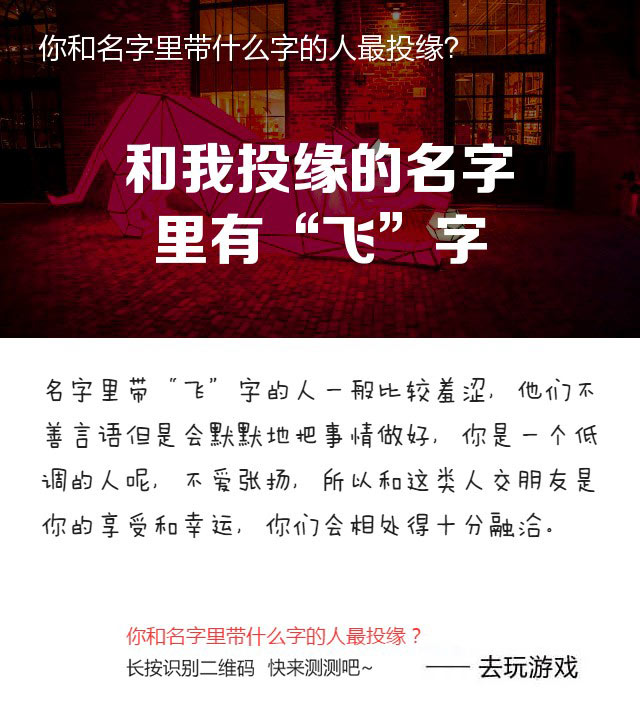 你和名字里带什么字的人最投缘?
和我投缘的名字
里有“飞”字
名字里带“飞”字的人一般比较羞涩,他们不
善言语但是会默默地把事情做好,你是一个低
调的人呢,不爱张扬,所以和这类人交朋友是
你的享受和幸运,你们会相处得十分融洽。
你和名字里带什么字的人最投缘?
长按识别二维码 快来测测吧~ —— 去玩游戏